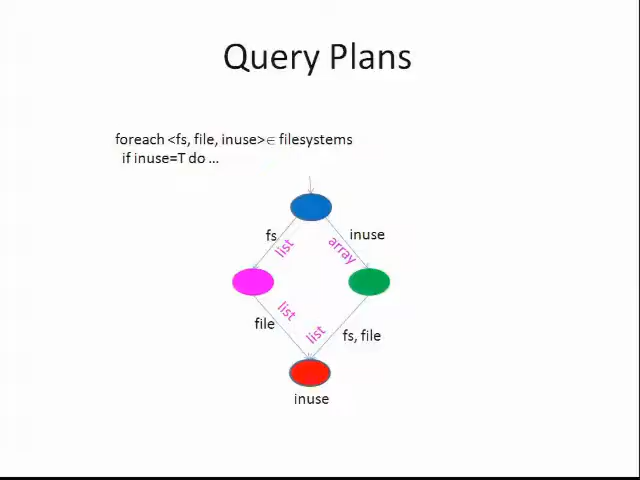 Query Plans
foreach <fs, file, inuse>∈ filesystems
if inuse=T do ...
fs
list
array
inuse
file
list
list
fs, file
inuse